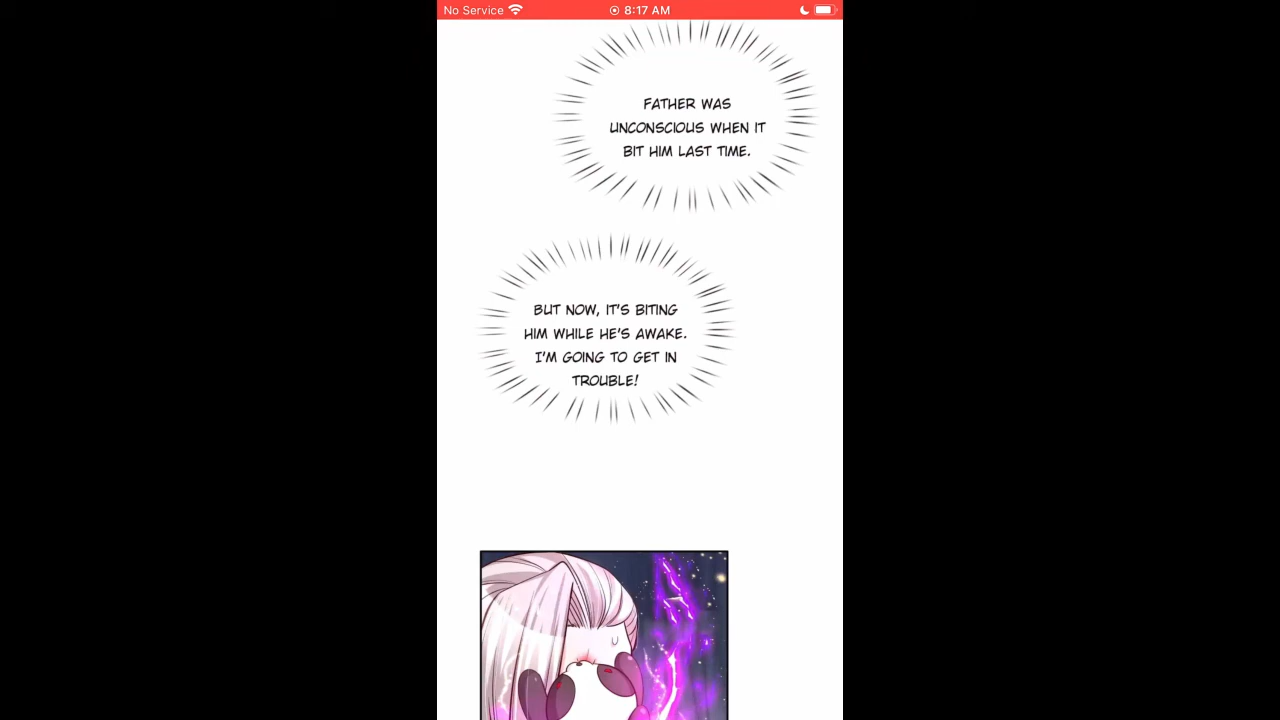 No Service 8:17 AM
FATHER WAS
UNCONSCIOUS WHEN IT
BIT HIM LAST TIME.
BUT NOW, IT'S BITING
HIM WHILE HE'S AWAKE.
I'M GOING TO GET IN
TROUBLE!